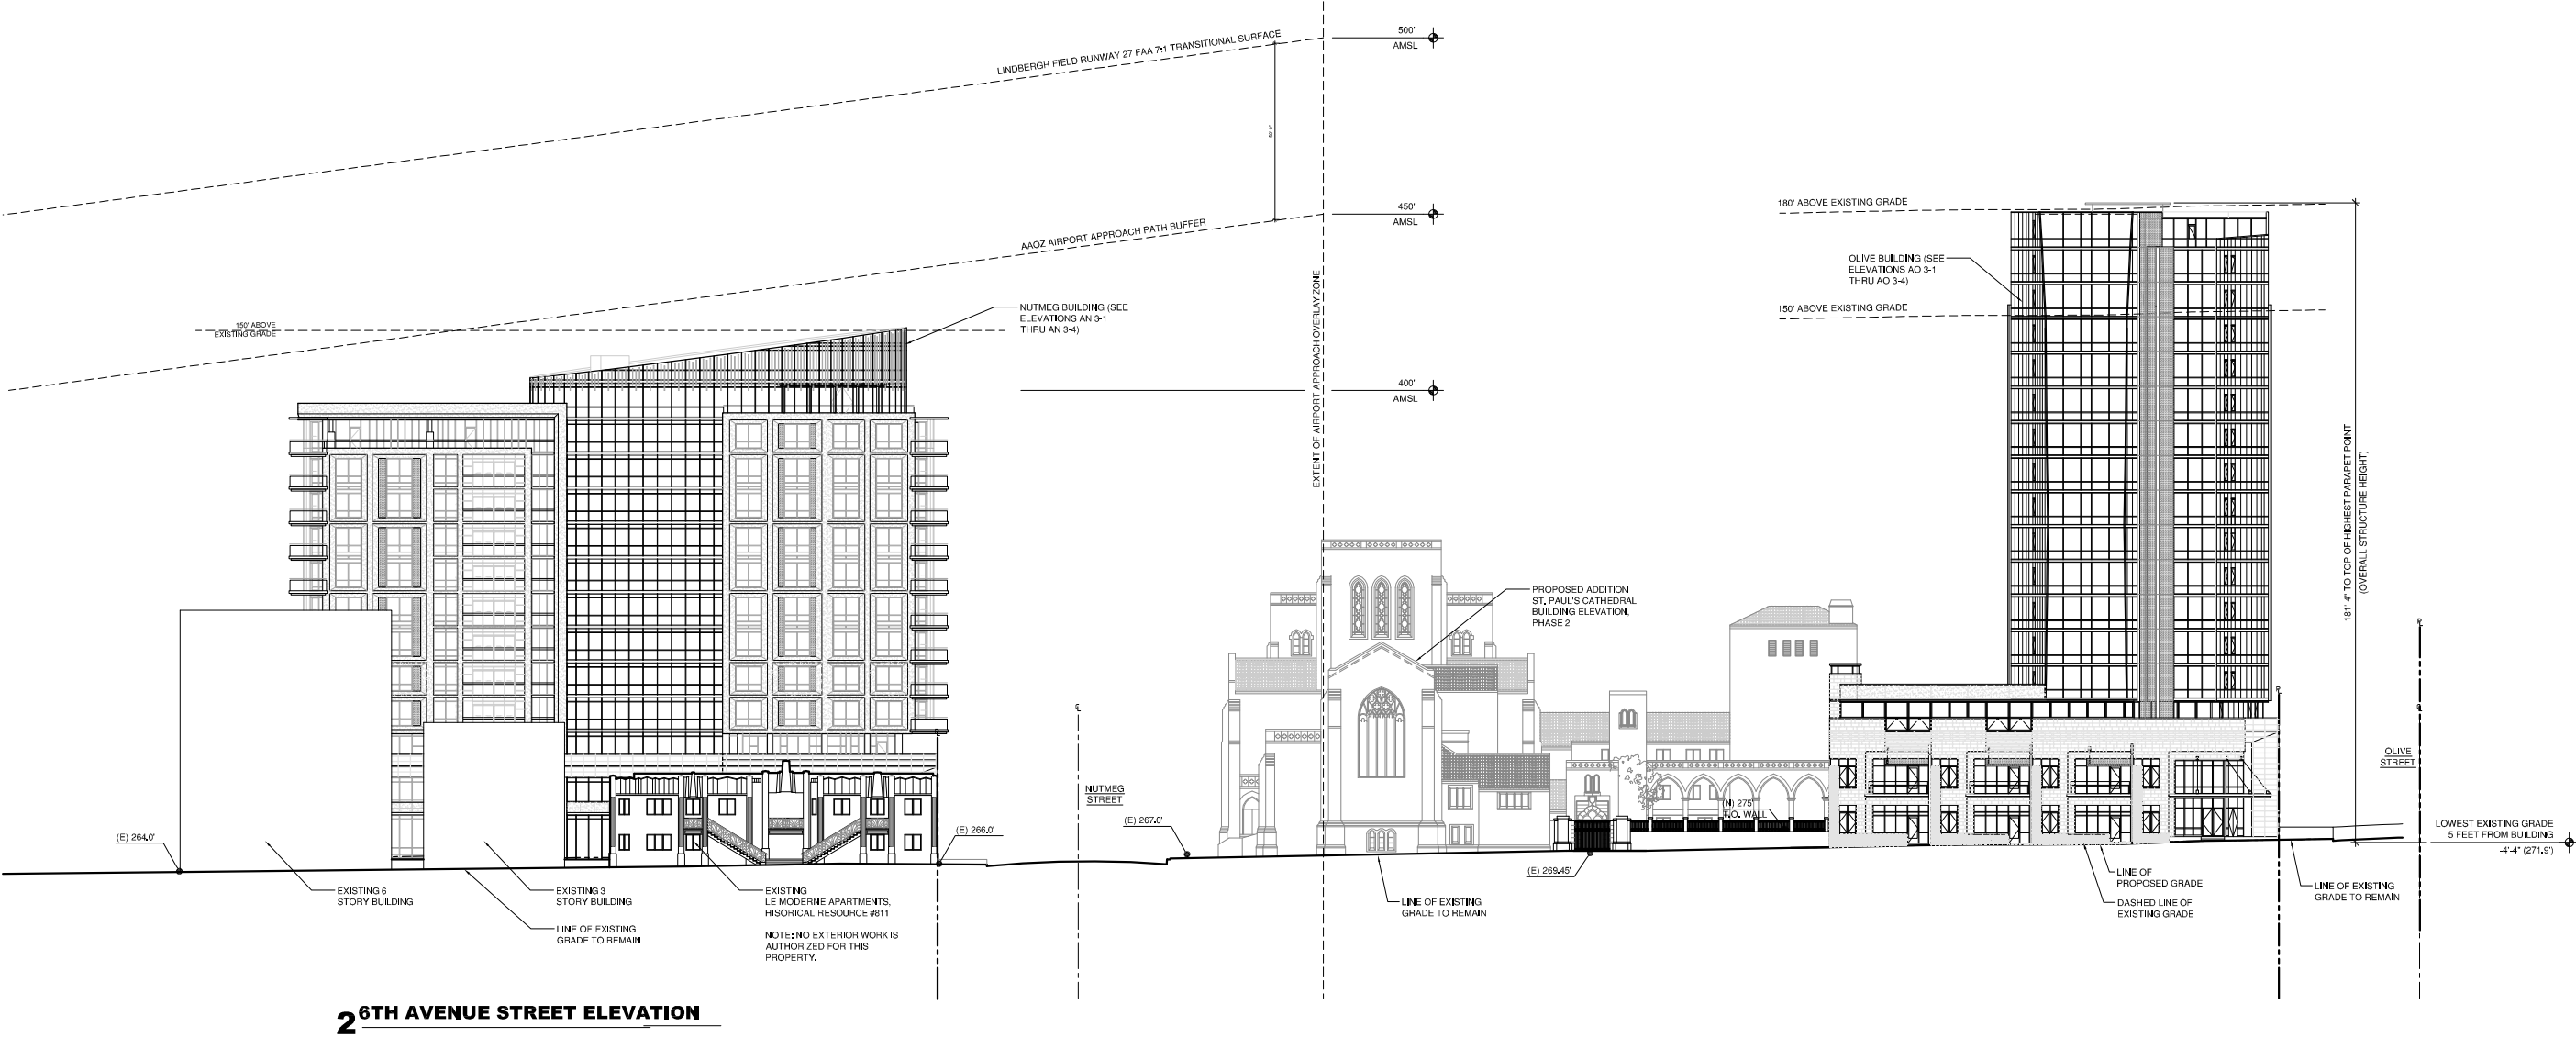 LINDBERGH FIELD RUNWAY 27 FAA 7:1 TRANSITIONAL SURFACE
500'
AMSL
50'-0"
AAOZ AIRPORT APPROACH PATH BUFFER
450'
AMSL
EXTENT OF AIRPORT APPROACH OVERLAY ZONE
400'
AMSL
150' ABOVE
EXISTING GRADE
NUTMEG BUILDING (SEE
ELEVATIONS AN 3-1
THRU AN 3-4)
180' ABOVE EXISTING GRADE
OLIVE BUILDING (SEE
ELEVATIONS AO 3-1
THRU AO 3-4)
150' ABOVE EXISTING GRADE
181'-4" TO TOP OF HIGHEST PARAPET POINT
(OVERALL STRUCTURE HEIGHT)
PROPOSED ADDITION
ST. PAUL'S CATHEDRAL
BUILDING ELEVATION,
PHASE 2
NUTMEG
STREET
OLIVE
STREET
(N) 275'
T.O. WALL
(E) 264.0'
(E) 266.0'
(E) 267.0'
(E) 269.45'
LOWEST EXISTING GRADE
5 FEET FROM BUILDING
-4'-4" (271.9')
EXISTING 6
STORY BUILDING
EXISTING 3
STORY BUILDING
LINE OF EXISTING
GRADE TO REMAIN
EXISTING
LE MODERNE APARTMENTS,
HISORICAL RESOURCE #811
NOTE: NO EXTERIOR WORK IS
AUTHORIZED FOR THIS
PROPERTY.
LINE OF EXISTING
GRADE TO REMAIN
LINE OF
PROPOSED GRADE
DASHED LINE OF
EXISTING GRADE
LINE OF EXISTING
GRADE TO REMAIN
2 6TH AVENUE STREET ELEVATION